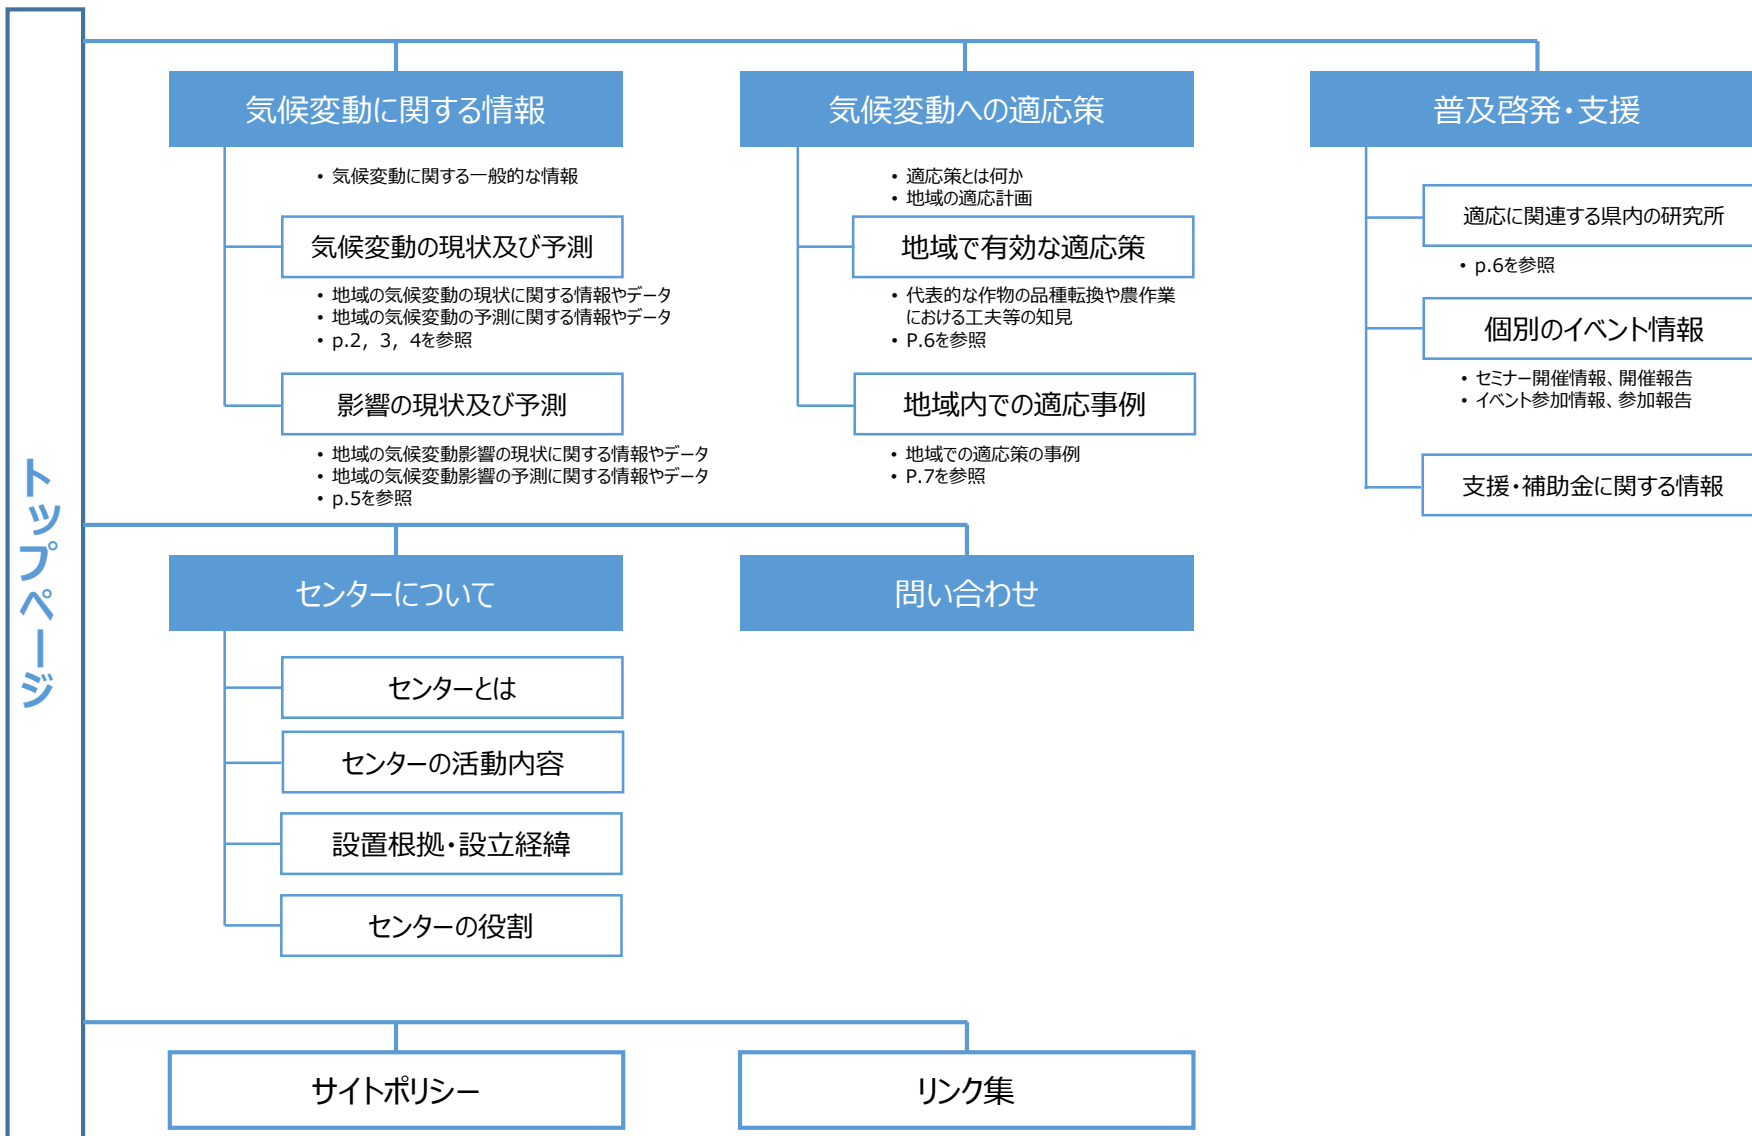 トップページ
気候変動に関する情報
• 気候変動に関する一般的な情報
気候変動の現状及び予測
• 地域の気候変動の現状に関する情報やデータ
• 地域の気候変動の予測に関する情報やデータ
• p.2，3，4を参照
影響の現状及び予測
• 地域の気候変動影響の現状に関する情報やデータ
• 地域の気候変動影響の予測に関する情報やデータ
• p.5を参照
気候変動への適応策
• 適応策とは何か
• 地域の適応計画
地域で有効な適応策
• 代表的な作物の品種転換や農作業
における工夫等の知見
• P.6を参照
地域内での適応事例
• 地域での適応策の事例
• P.7を参照
普及啓発・支援
適応に関連する県内の研究所
• p.6を参照
個別のイベント情報
• セミナー開催情報、開催報告
• イベント参加情報、参加報告
支援・補助金に関する情報
センターについて
センターとは
センターの活動内容
設置根拠・設立経緯
センターの役割
問い合わせ
サイトポリシー
リンク集